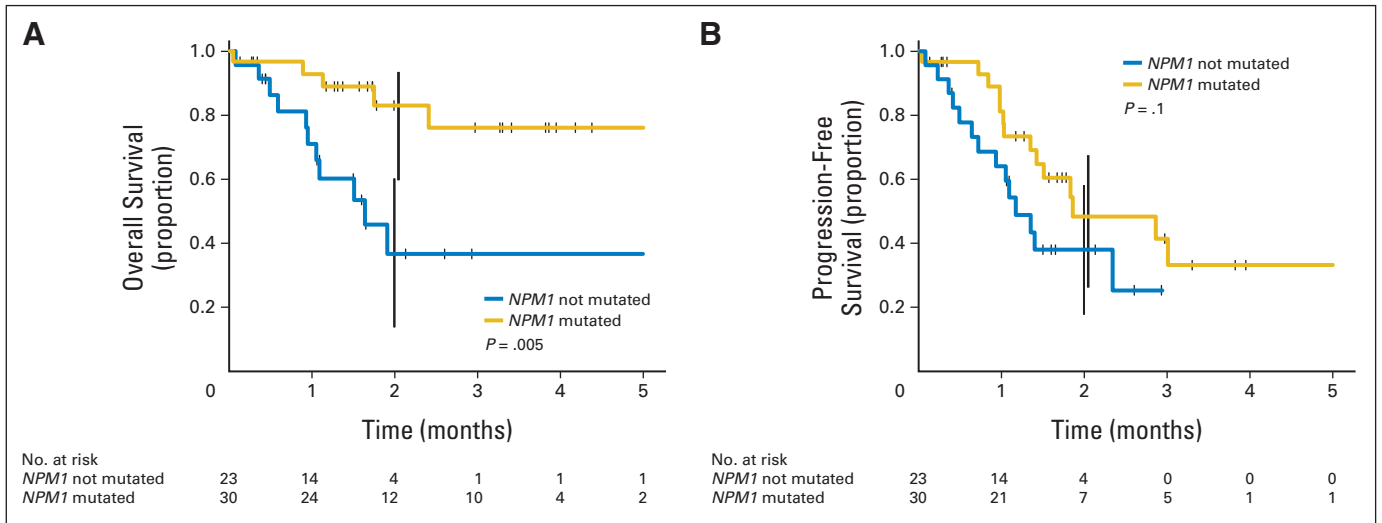 A
Overall Survival
(proportion)
1.0
0.8
0.6
0.4
0.2
0
1
2
3
4
5
NPM1 not mutated
NPM1 mutated
P = .005
Time (months)
No. at risk
NPM1 not mutated 23 14 4 1 1 1
NPM1 mutated 30 24 12 10 4 2
B
Progression-Free
Survival (proportion)
1.0
0.8
0.6
0.4
0.2
0
1
2
3
4
5
NPM1 not mutated
NPM1 mutated
P = .1
Time (months)
No. at risk
NPM1 not mutated 23 14 4 0 0 0
NPM1 mutated 30 21 7 5 1 1